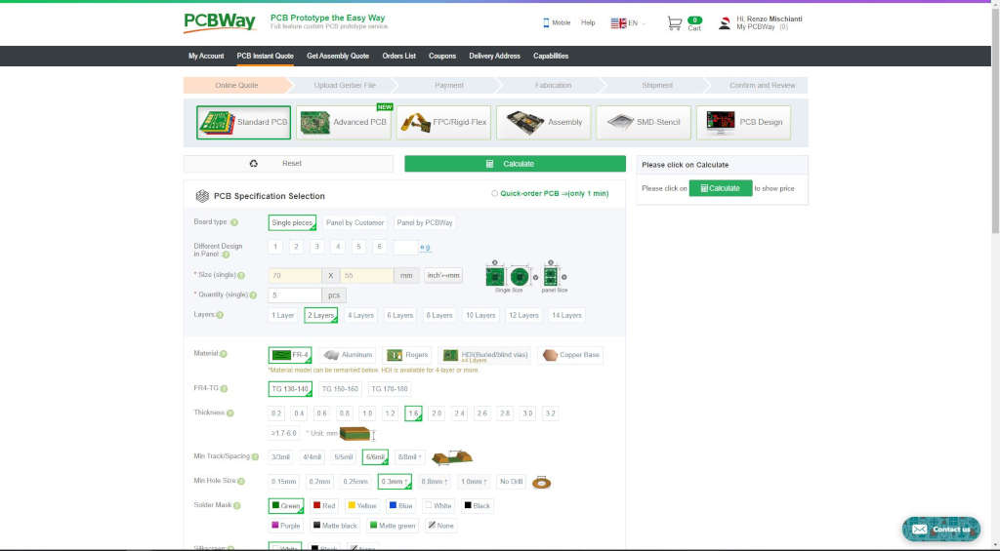 PCBWay
PCB Prototype the Easy Way
Full feature custom PCB prototype service.
Mobile
Help
EN
0
Cart
Hi, Renzo Mischianti
My PCBWay (0)
My Account
PCB Instant Quote
Get Assembly Quote
Orders List
Coupons
Delivery Address
Capabilities
Online Quote
Upload Gerber File
Payment
Fabrication
Shipment
Confirm and Review
Standard PCB
Advanced PCB
NEW
FPC/Rigid-Flex
Assembly
SMD-Stencil
PCB Design
Reset
Calculate
Please click on Calculate
Please click on Calculate to show price
PCB Specification Selection
Quick-order PCB ⇒(only 1 min)
Board type :
Single pieces
Panel by Customer
Panel by PCBWay
Different Design
in Panel :
1 2 3 4 5 6 e.g.
* Size (single)
70 X 55 mm inch↔mm
Single Size
panel Size
* Quantity (single)
5 pcs
Layers:
1 Layer
2 Layers
4 Layers
6 Layers
8 Layers
10 Layers
12 Layers
14 Layers
Material
FR-4
Aluminum
Rogers
HDI(Buried/blind vias)
≥4 Layers
Copper Base
*Material model can be remarked below. HDI is available for 4-layer or more.
FR4-TG
TG 130-140
TG 150-160
TG 170-180
Thickness
0.2 0.4 0.6 0.8 1.0 1.2 1.6 2.0 2.4 2.6 2.8 3.0 3.2
>1.7-6.0 * Unit: mm
Min Track/Spacing
3/3mil
4/4mil
5/5mil
6/6mil
8/8mil ↑
Min Hole Size
0.15mm
0.2mm
0.25mm
0.3mm ↑
0.8mm ↑
1.0mm ↑
No Drill
Solder Mask
Green
Red
Yellow
Blue
White
Black
Purple
Matte black
Matte green
None
Silkscreen
White
Black
None
Contact us